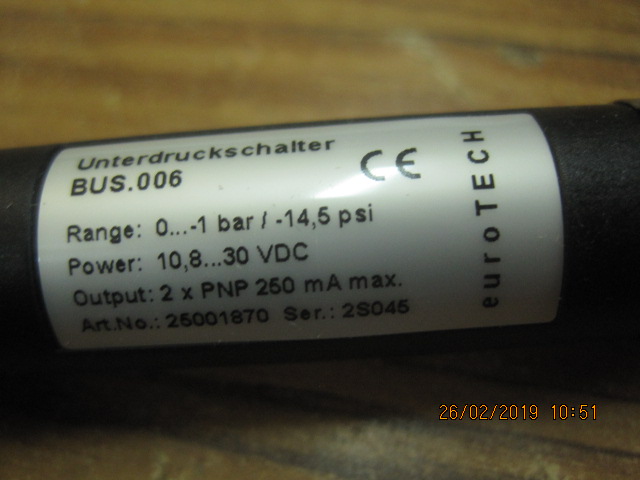 Unterdruckschalter
BUS.006
CE
Range: 0...-1 bar / -14,5 psi
Power: 10,8...30 VDC
Output: 2 x PNP 250 mA max.
Art.No.: 25001870 Ser.: 2S045
euroTECH
26/02/2019 10:51